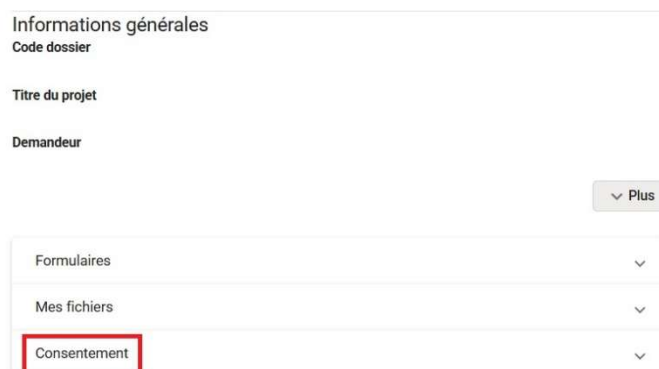 Informations générales
Code dossier
Titre du projet
Demandeur
Plus
Formulaires
Mes fichiers
Consentement